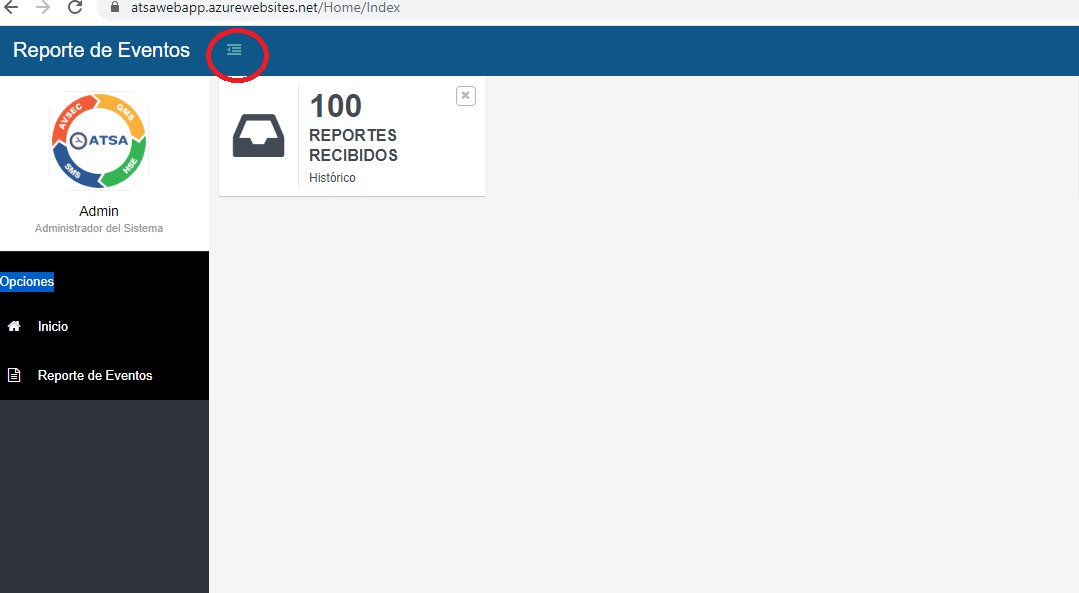 atsawebapp.azurewebsites.net/Home/Index
Reporte de Eventos
AVSEC
QMS
ATSA
SMS
HSE
Admin
Administrador del Sistema
100
REPORTES
RECIBIDOS
Histórico
Opciones
Inicio
Reporte de Eventos